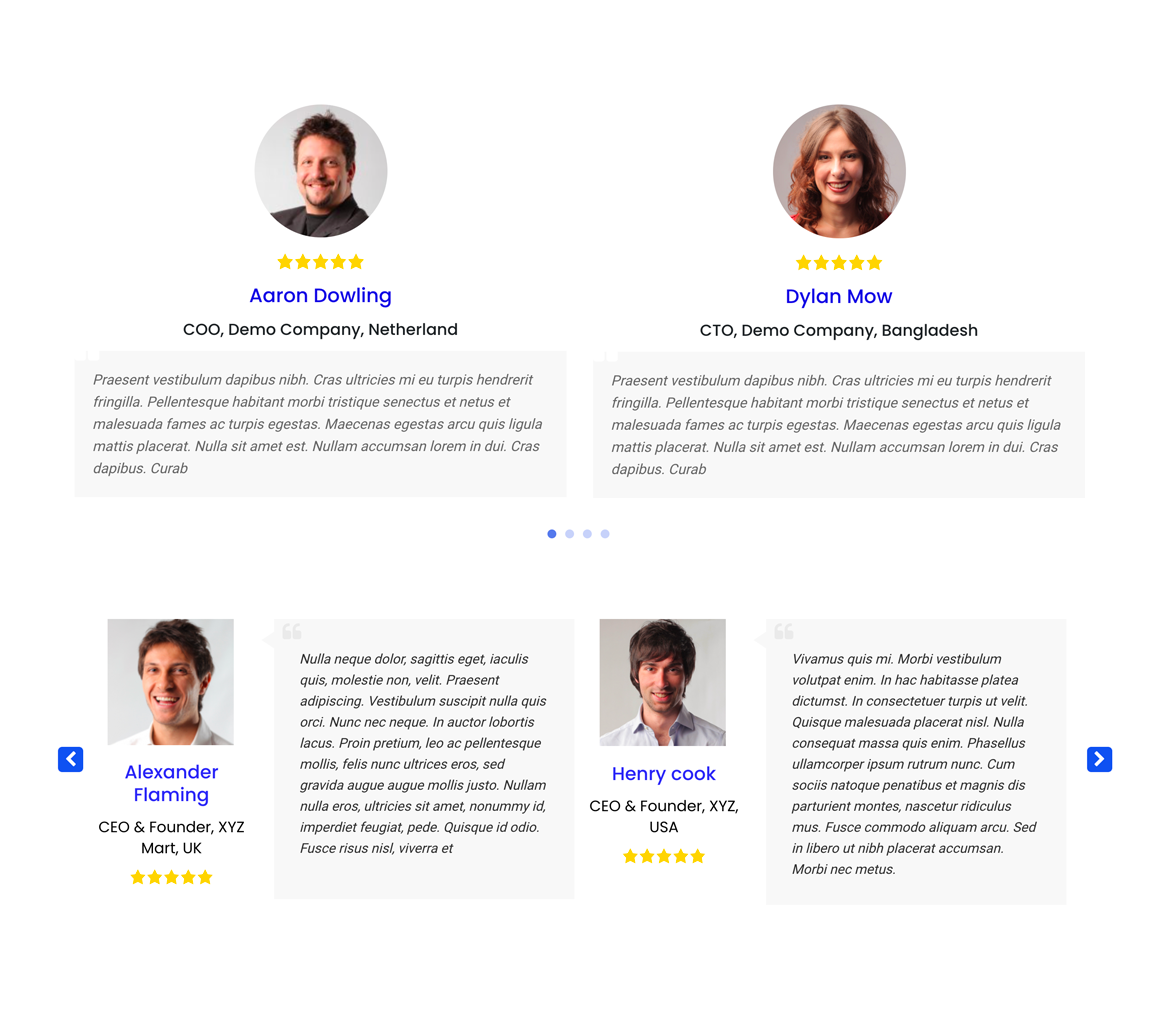 Aaron Dowling
COO, Demo Company, Netherland
Praesent vestibulum dapibus nibh. Cras ultricies mi eu turpis hendrerit
fringilla. Pellentesque habitant morbi tristique senectus et netus et
malesuada fames ac turpis egestas. Maecenas egestas arcu quis ligula
mattis placerat. Nulla sit amet est. Nullam accumsan lorem in dui. Cras
dapibus. Curab
Dylan Mow
CTO, Demo Company, Bangladesh
Praesent vestibulum dapibus nibh. Cras ultricies mi eu turpis hendrerit
fringilla. Pellentesque habitant morbi tristique senectus et netus et
malesuada fames ac turpis egestas. Maecenas egestas arcu quis ligula
mattis placerat. Nulla sit amet est. Nullam accumsan lorem in dui. Cras
dapibus. Curab
Alexander
Flaming
CEO & Founder, XYZ
Mart, UK
Nulla neque dolor, sagittis eget, iaculis
quis, molestie non, velit. Praesent
adipiscing. Vestibulum suscipit nulla quis
orci. Nunc nec neque. In auctor lobortis
lacus. Proin pretium, leo ac pellentesque
mollis, felis nunc ultrices eros, sed
gravida augue augue mollis justo. Nullam
nulla eros, ultricies sit amet, nonummy id,
imperdiet feugiat, pede. Quisque id odio.
Fusce risus nisl, viverra et
Henry cook
CEO & Founder, XYZ,
USA
Vivamus quis mi. Morbi vestibulum
volutpat enim. In hac habitasse platea
dictumst. In consectetuer turpis ut velit.
Quisque malesuada placerat nisl. Nulla
consequat massa quis enim. Phasellus
ullamcorper ipsum rutrum nunc. Cum
sociis natoque penatibus et magnis dis
parturient montes, nascetur ridiculus
mus. Fusce commodo aliquam arcu. Sed
in libero ut nibh placerat accumsan.
Morbi nec metus.